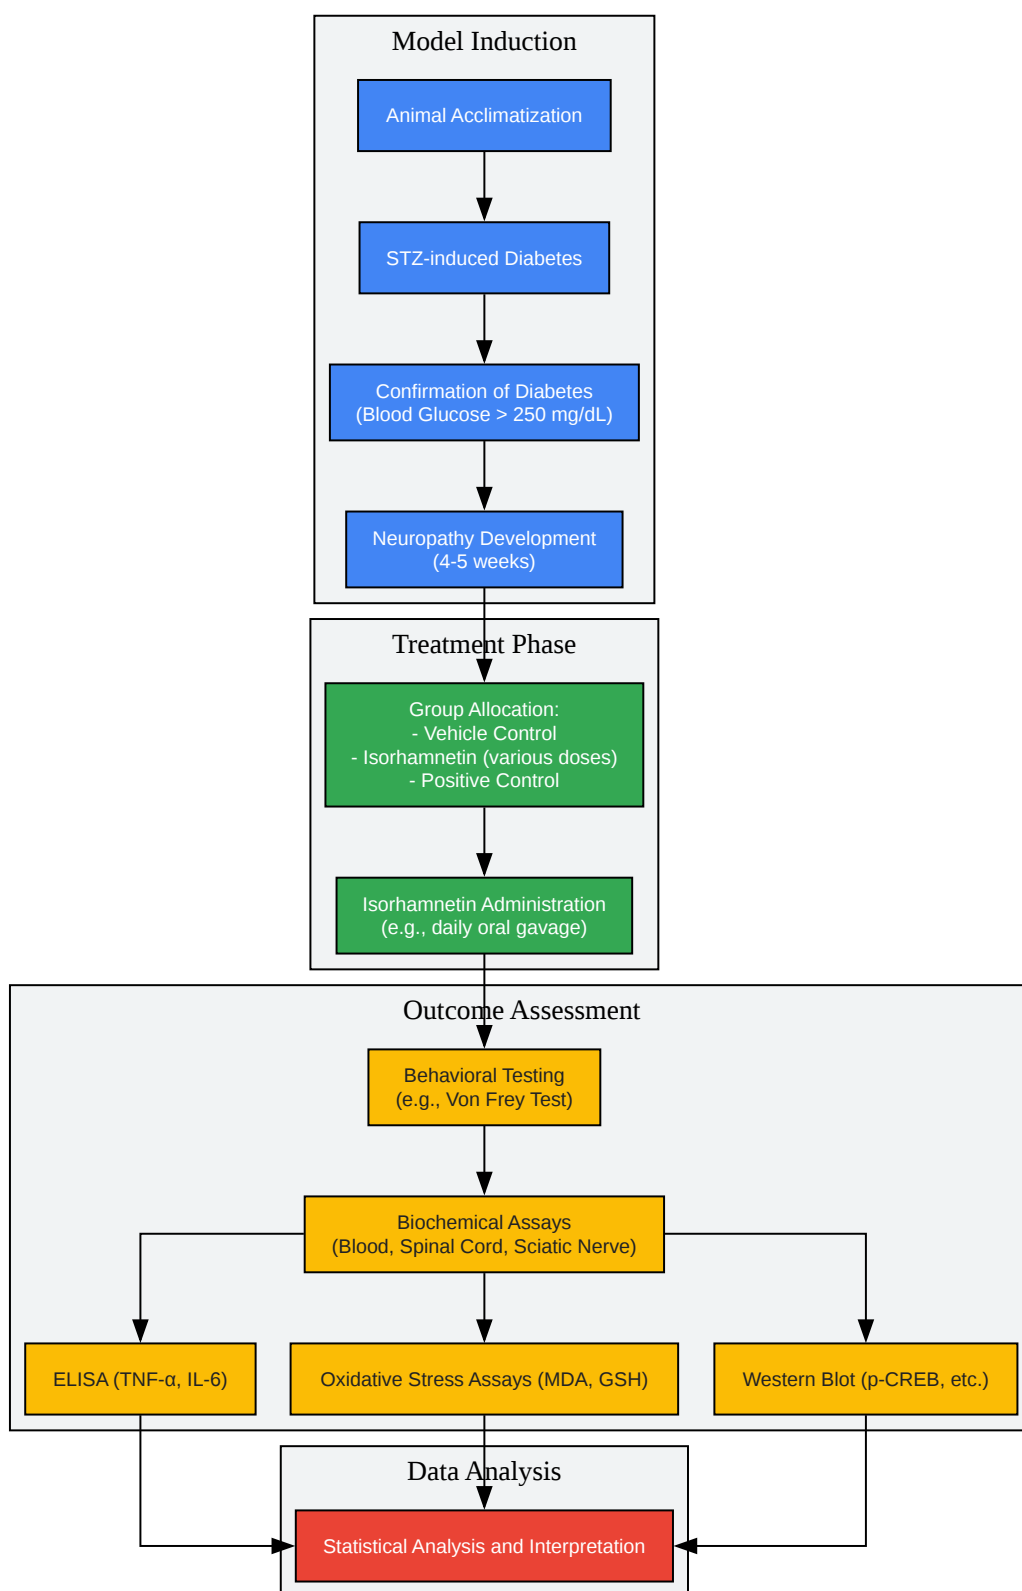 Model Induction
Animal Acclimatization
STZ-induced Diabetes
Confirmation of Diabetes
(Blood Glucose > 250 mg/dL)
Neuropathy Development
(4-5 weeks)
Treatment Phase
Group Allocation:
- Vehicle Control
- Isorhamnetin (various doses)
- Positive Control
Isorhamnetin Administration
(e.g., daily oral gavage)
Outcome Assessment
Behavioral Testing
(e.g., Von Frey Test)
Biochemical Assays
(Blood, Spinal Cord, Sciatic Nerve)
ELISA (TNF-α, IL-6)
Oxidative Stress Assays (MDA, GSH)
Western Blot (p-CREB, etc.)
Data Analysis
Statistical Analysis and Interpretation